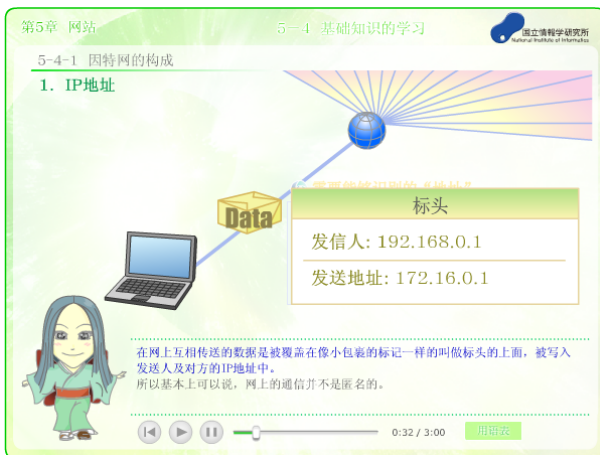 第5章 网站
5－4 基础知识的学习
国立情報学研究所
National Institute of Informatics
5-4-1 因特网的构成
1．IP地址
Data
标头
发信人: 192.168.0.1
发送地址: 172.16.0.1
在网上互相传送的数据是被覆盖在像小包裹的标记一样的叫做标头的上面，被写入
发送人及对方的IP地址中。
所以基本上可以说，网上的通信并不是匿名的。
0:32 / 3:00
用语表